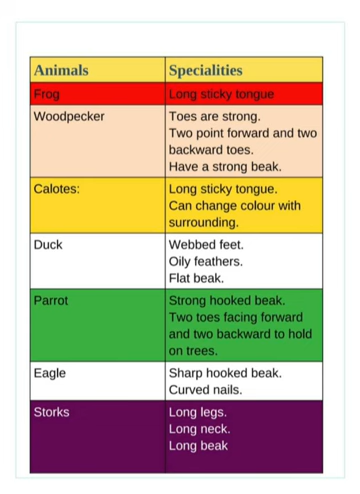 Animals Specialities
Frog Long sticky tongue
Woodpecker Toes are strong.
Two point forward and two
backward toes.
Have a strong beak.
Calotes: Long sticky tongue.
Can change colour with
surrounding.
Duck Webbed feet.
Oily feathers.
Flat beak.
Parrot Strong hooked beak.
Two toes facing forward
and two backward to hold
on trees.
Eagle Sharp hooked beak.
Curved nails.
Storks Long legs.
Long neck.
Long beak